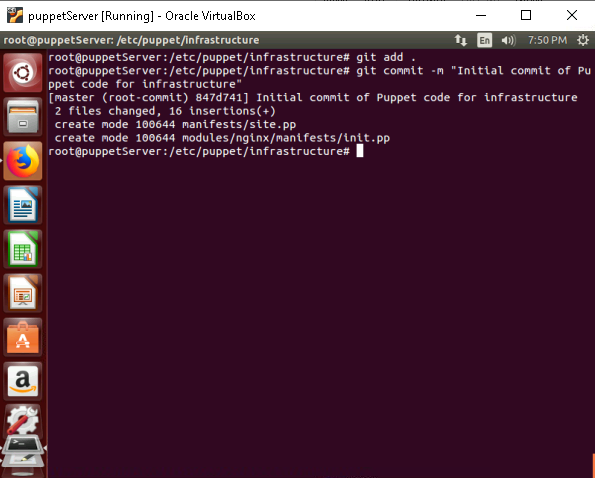 puppetServer [Running] - Oracle VirtualBox
root@puppetServer: /etc/puppet/infrastructure En 7:50 PM
root@puppetServer:/etc/puppet/infrastructure# git add .
root@puppetServer:/etc/puppet/infrastructure# git commit -m "Initial commit of Pu
ppet code for infrastructure"
[master (root-commit) 847d741] Initial commit of Puppet code for infrastructure
 2 files changed, 16 insertions(+)
 create mode 100644 manifests/site.pp
 create mode 100644 modules/nginx/manifests/init.pp
root@puppetServer:/etc/puppet/infrastructure#